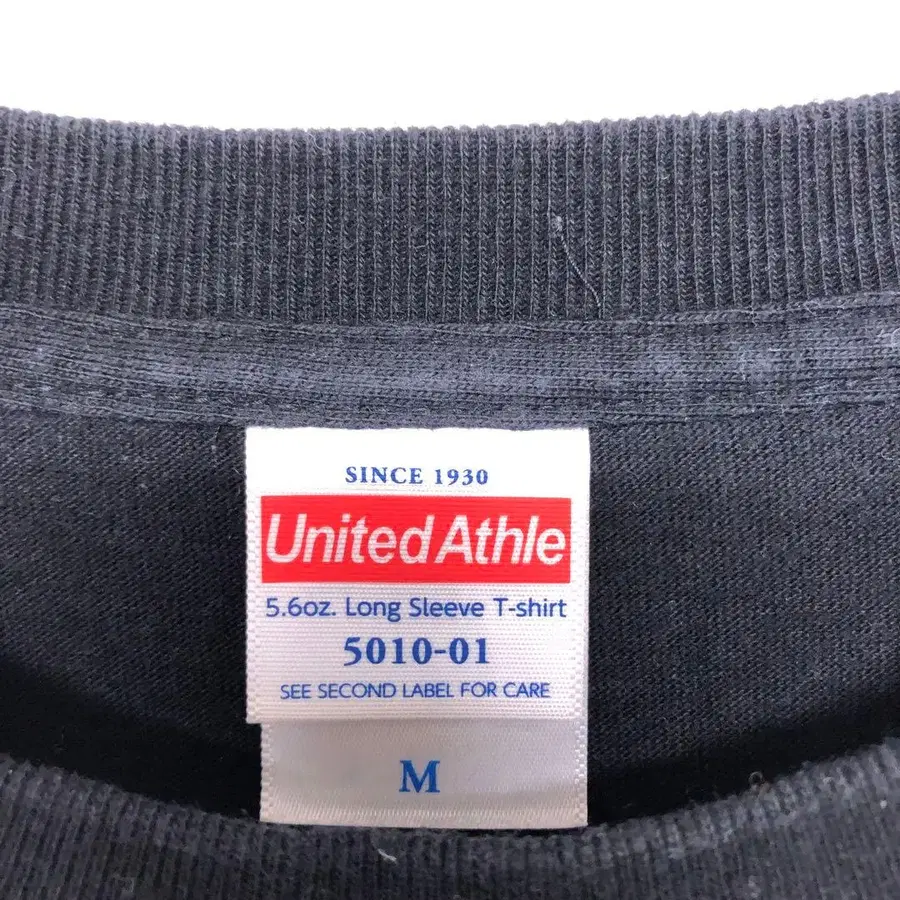 SINCE 1930
United Athle
5.6oz. Long Sleeve T-shirt
5010-01
SEE SECOND LABEL FOR CARE
M